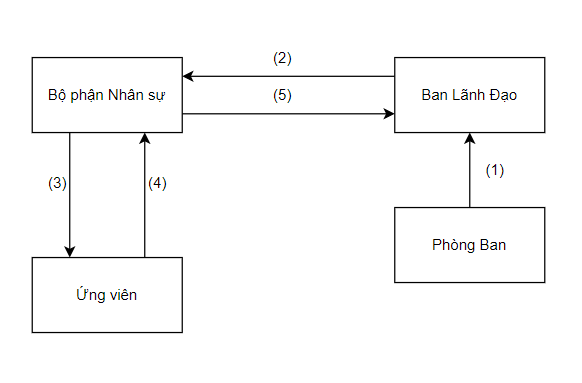 (2)
Bộ phận Nhân sự
(5)
Ban Lãnh Đạo
(3)
(4)
(1)
Phòng Ban
Ứng viên